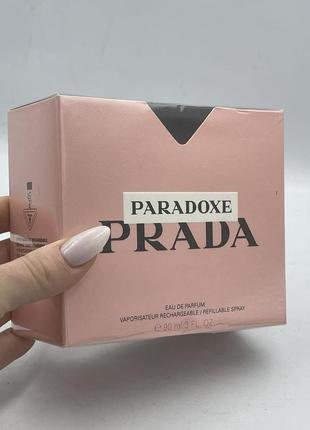 PARADOXE
PRADA
EAU DE PARFUM
VAPORISATEUR RECHARGEABLE / REFILLABLE SPRAY
℮ 90 ml 3 FL. OZ.